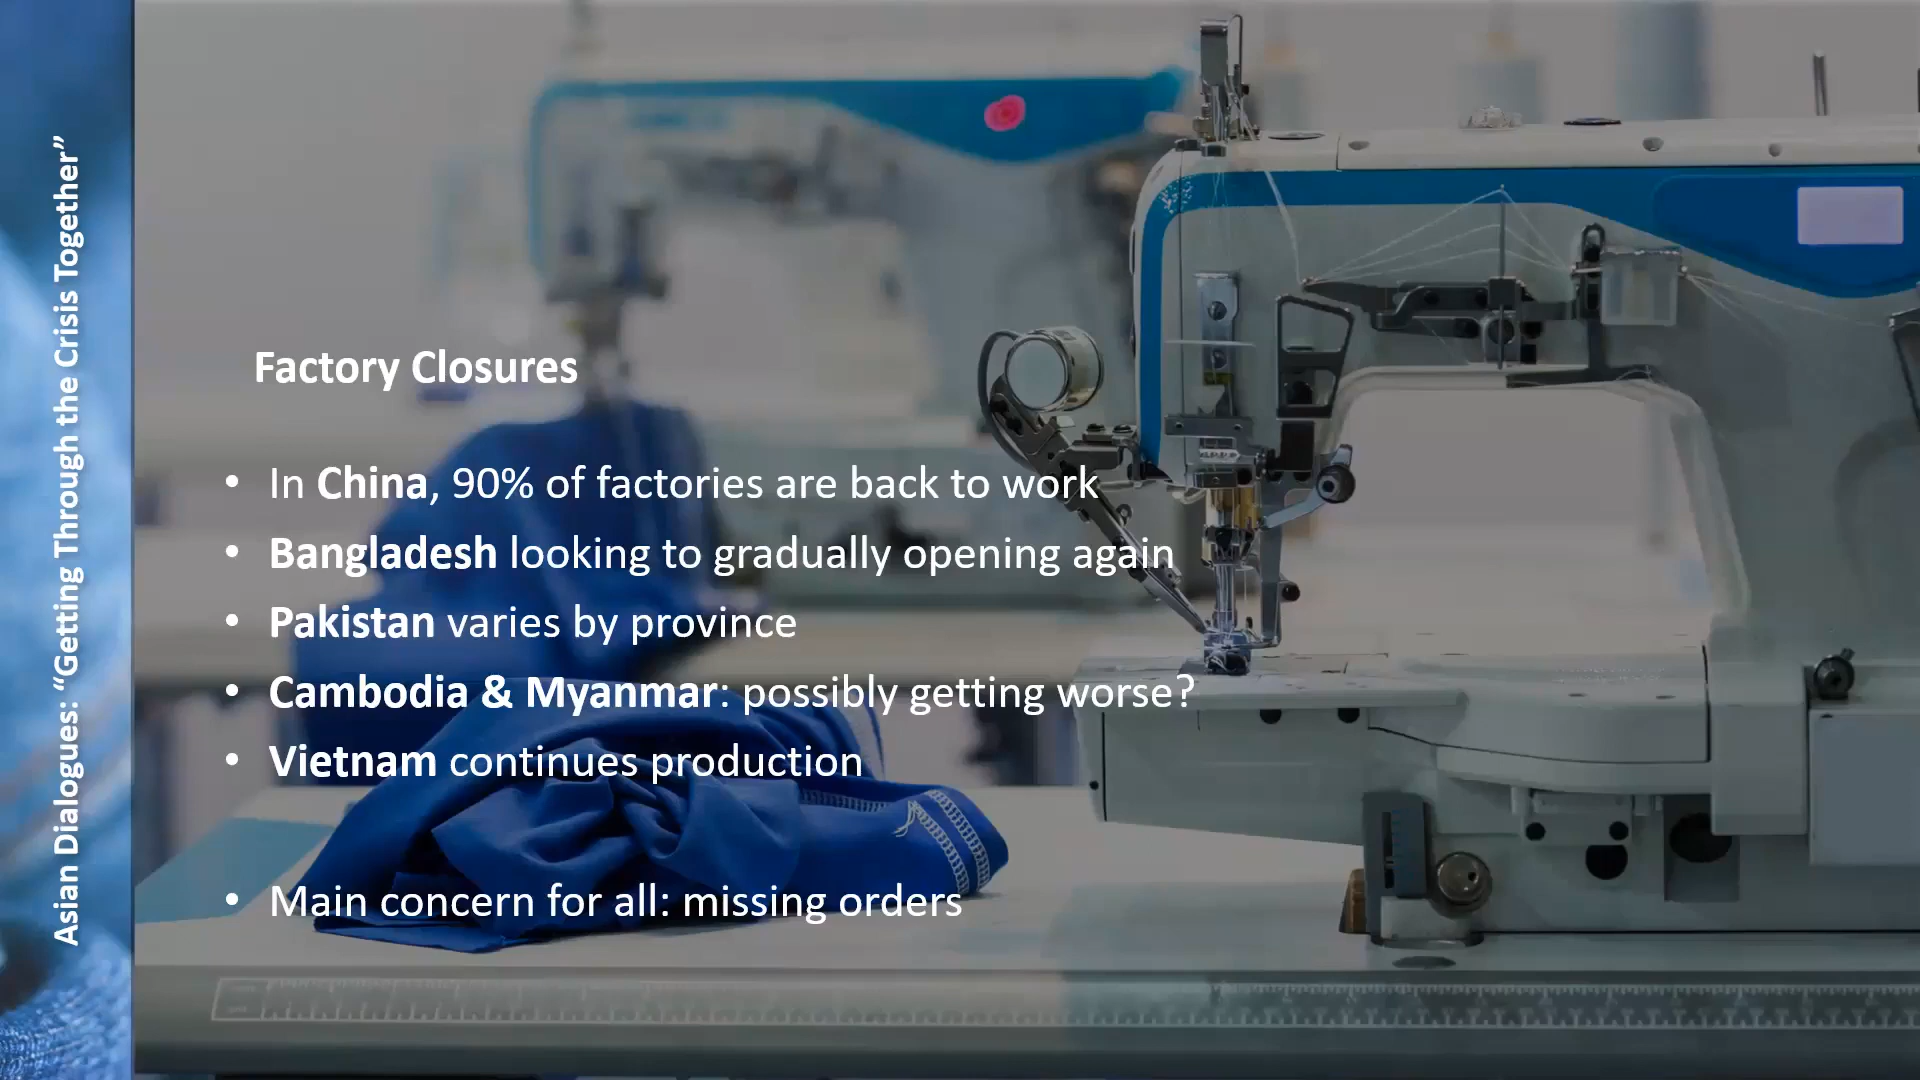 Asian Dialogues: “Getting Through the Crisis Together”
Factory Closures
• In China, 90% of factories are back to work
• Bangladesh looking to gradually opening again
• Pakistan varies by province
• Cambodia & Myanmar: possibly getting worse?
• Vietnam continues production
• Main concern for all: missing orders